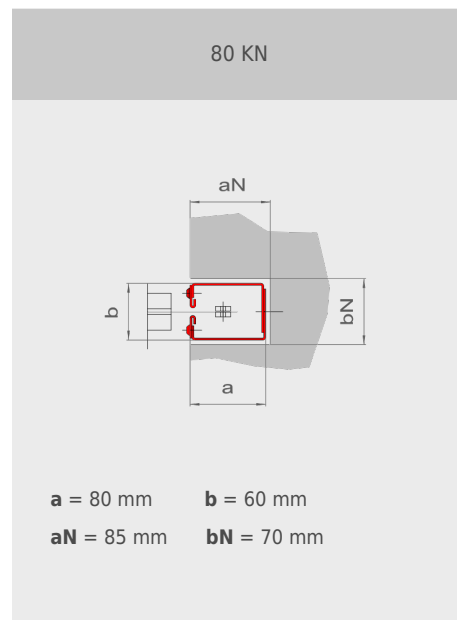 80 KN
aN
b
bN
a
a = 80 mm b = 60 mm
aN = 85 mm bN = 70 mm